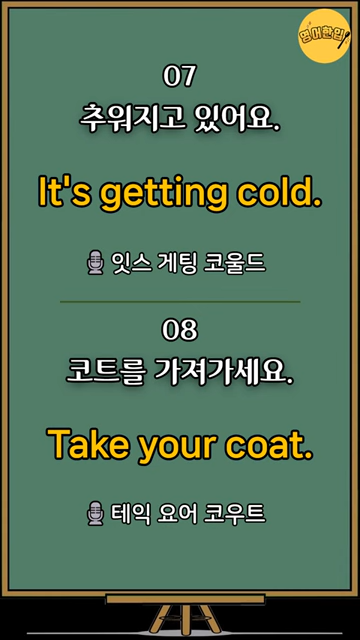 영어한입
07
추워지고 있어요.
It's getting cold.
잇스 게팅 코울드
08
코트를 가져가세요.
Take your coat.
테익 요어 코우트